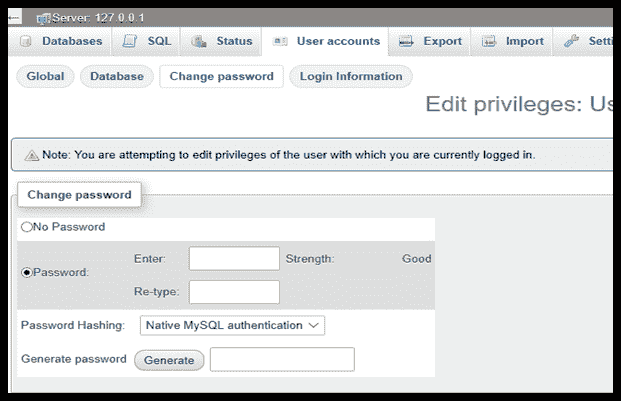 Server: 127.0.0.1
Databases SQL Status User accounts Export Import Setti
Global Database Change password Login Information
Edit privileges: Us
Note: You are attempting to edit privileges of the user with which you are currently logged in.
Change password
No Password
Password: Enter: Strength: Good
Re-type:
Password Hashing: Native MySQL authentication
Generate password Generate